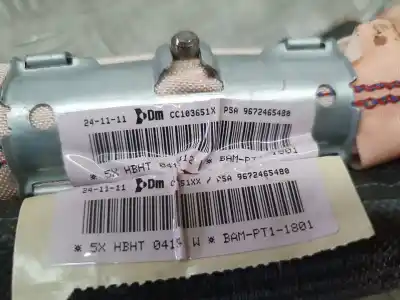 24-11-11 Dm CC103651X PSA 9672465480
* 5X HBHT * BAM-PT1-1801
24-11-11 Dm PSA 9672465480
* 5X HBHT W * BAM-PT1-1801